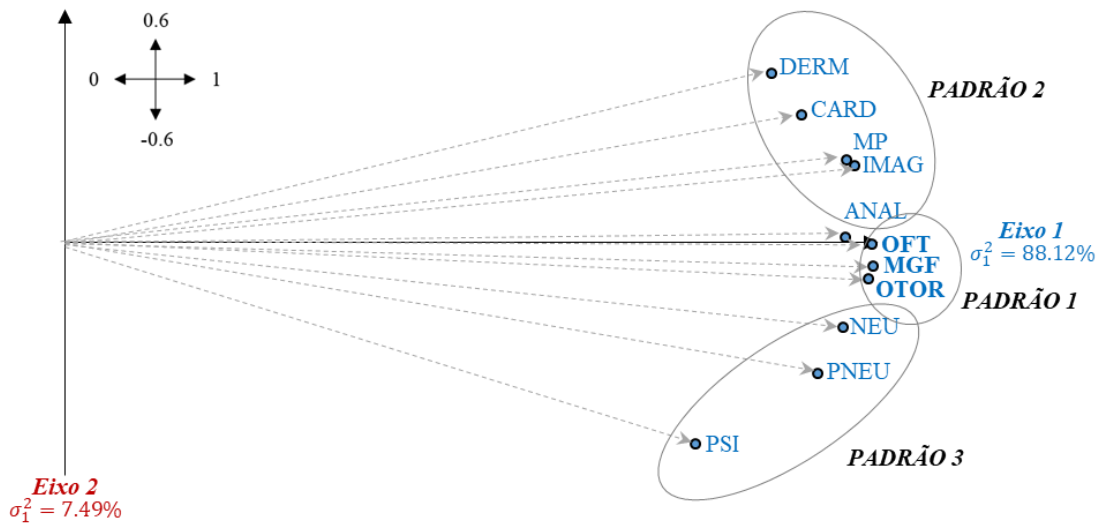 0.6
0
1
-0.6
DERM
CARD
MP
IMAG
PADRÃO 2
ANAL
OFT
MGF
OTOR
Eixo 1
σ₁² = 88.12%
PADRÃO 1
NEU
PNEU
PSI
PADRÃO 3
Eixo 2
σ₁² = 7.49%